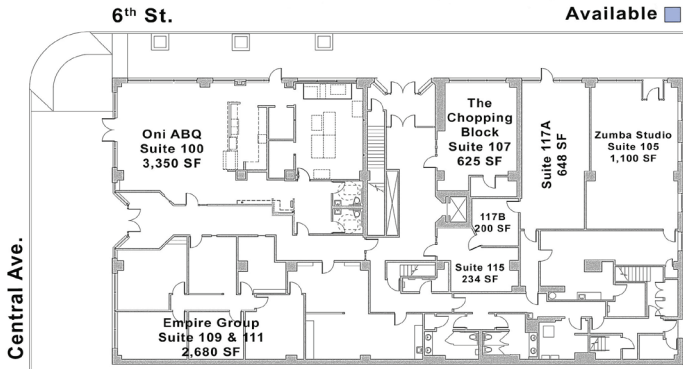 6th St.
Available
Oni ABQ
Suite 100
3,350 SF
The
Chopping
Block
Suite 107
625 SF
Suite 117A
648 SF
Zumba Studio
Suite 105
1,100 SF
117B
200 SF
Suite 115
234 SF
Empire Group
Suite 109 & 111
2,680 SF
Central Ave.